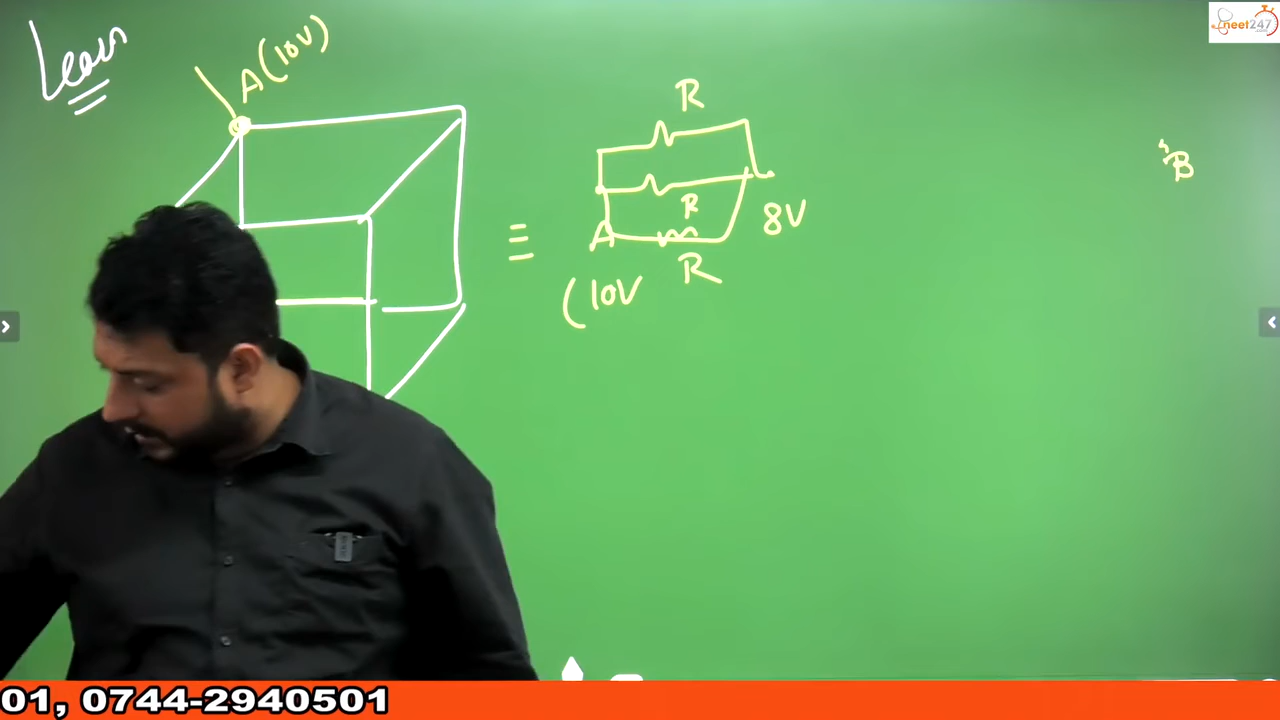 Learn
A (10V)
R
R
A
R
(10V
8V
B
neet247
01, 0744-2940501